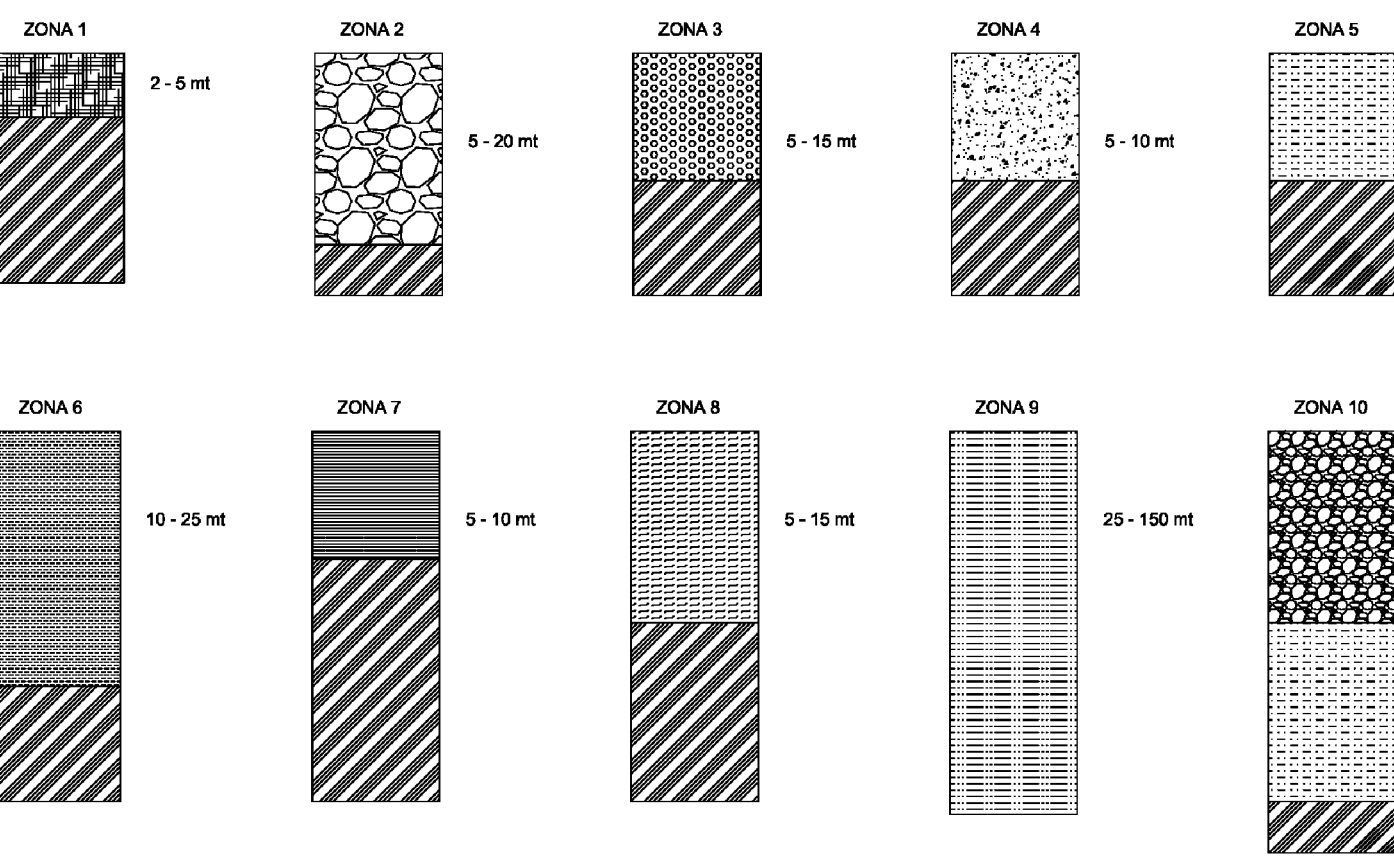 ZONA 1
ZONA 2
ZONA 3
ZONA 4
ZONA 5
2 - 5 mt
5 - 20 mt
5 - 15 mt
5 - 10 mt
ZONA 6
ZONA 7
ZONA 8
ZONA 9
ZONA 10
10 - 25 mt
5 - 10 mt
5 - 15 mt
25 - 150 mt